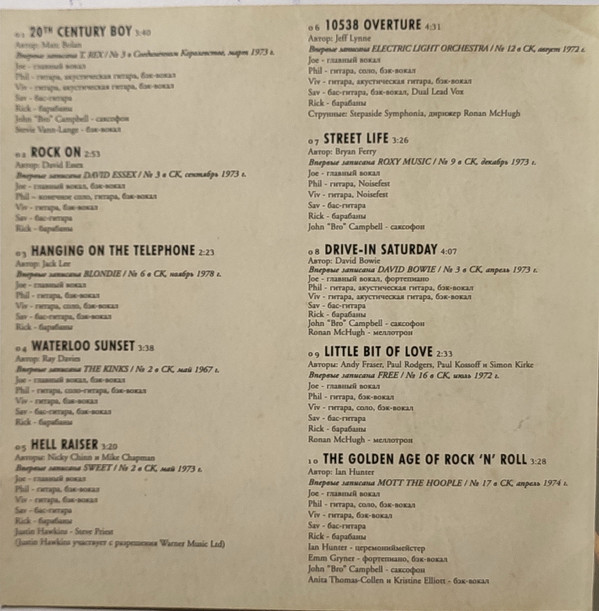 01 20TH CENTURY BOY 3:40
Автор: Marc Bolan
Впервые записана T. REX / № 3 в Соединенном Королевстве, март 1973 г.
Joe - главный вокал
Phil - гитара, акустическая гитара, бэк-вокал
Viv - гитара, акустическая гитара, бэк-вокал
Sav - бас-гитара
Rick - барабаны
John "Bro" Campbell - саксофон
Stevie Vann-Lange - бэк-вокал
02 ROCK ON 2:53
Автор: David Essex
Впервые записана DAVID ESSEX / № 3 в СК, сентябрь 1973 г.
Joe - главный вокал, бэк-вокал
Phil - конечное соло, гитара, бэк-вокал
Viv - гитара, бэк-вокал
Sav - бас-гитара
Rick - барабаны
03 HANGING ON THE TELEPHONE 2:23
Автор: Jack Lee
Впервые записана BLONDIE / № 6 в СК, ноябрь 1978 г.
Joe - главный вокал
Phil - гитара, бэк-вокал
Viv - гитара, соло, бэк-вокал
Sav - бас-гитара, бэк-вокал
Rick - барабаны
04 WATERLOO SUNSET 3:38
Автор: Ray Davies
Впервые записана THE KINKS / № 2 в СК, май 1967 г.
Joe - главный вокал, бэк-вокал
Phil - гитара, соло-гитара, бэк-вокал
Viv - гитара, бэк-вокал
Sav - бас-гитара, бэк-вокал
Rick - барабаны
05 HELL RAISER 3:20
Авторы: Nicky Chinn и Mike Chapman
Впервые записана SWEET / № 2 в СК, май 1973 г.
Joe - главный вокал, бэк-вокал
Phil - гитара, бэк-вокал
Viv - гитара, бэк-вокал
Sav - бас-гитара, бэк-вокал
Rick - барабаны
Justin Hawkins - Steve Priest
(Justin Hawkins участвует с разрешения Warner Music Ltd)
06 10538 OVERTURE 4:31
Автор: Jeff Lynne
Впервые записана ELECTRIC LIGHT ORCHESTRA / № 12 в СК, август 1972 г.
Joe - главный вокал
Phil - гитара, соло, бэк-вокал
Viv - гитара, бэк-вокал
Sav - бас-гитара, бэк-вокал, Dual Lead Vox
Rick - барабаны
Струнные: Stepaside Symphonia, дирижер Ronan McHugh
07 STREET LIFE 3:26
Автор: Bryan Ferry
Впервые записана ROXY MUSIC / № 9 в СК, декабрь 1973 г.
Joe - главный вокал
Phil - гитара, Noisefest
Viv - гитара, Noisefest
Sav - бас-гитара
Rick - барабаны
John "Bro" Campbell - саксофон
08 DRIVE-IN SATURDAY 4:07
Автор: David Bowie
Впервые записана DAVID BOWIE / № 3 в СК, апрель 1973 г.
Joe - главный вокал, фортепиано
Phil - гитара, акустическая гитара, бэк-вокал
Viv - гитара, акустическая гитара, бэк-вокал
Sav - бас-гитара
Rick - барабаны
John "Bro" Campbell - саксофон
Ronan McHugh - меллотрон
09 LITTLE BIT OF LOVE 2:33
Авторы: Andy Fraser, Paul Rodgers, Paul Kossoff и Simon Kirke
Впервые записана FREE / № 16 в СК, июль 1972 г.
Joe - главный вокал
Phil - гитара, бэк-вокал
Viv - гитара, соло, бэк-вокал
Sav - бас-гитара, бэк-вокал
Rick - барабаны
Ronan McHugh - меллотрон
10 THE GOLDEN AGE OF ROCK 'N' ROLL 3:28
Автор: Ian Hunter
Впервые записана MOTT THE HOOPLE / № 17 в СК, апрель 1974 г.
Joe - главный вокал
Phil - гитара, соло, бэк-вокал
Viv - гитара, бэк-вокал
Sav - бас-гитара, бэк-вокал
Rick - барабаны
Ian Hunter - церемониймейстер
Emm Gryner - фортепиано, бэк-вокал
John "Bro" Campbell - саксофон
Anita Thomas-Collen и Kristine Elliott - бэк-вокал